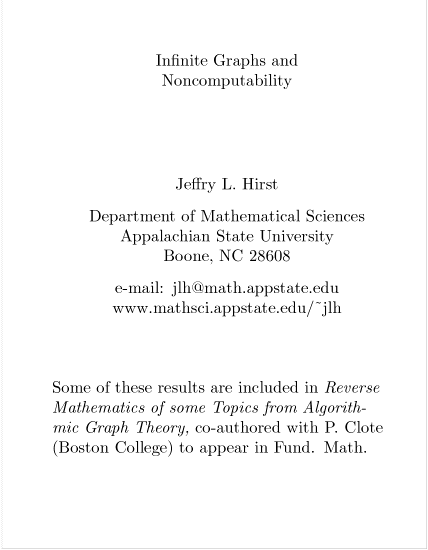 Infinite Graphs and
Noncomputability
Jeffry L. Hirst
Department of Mathematical Sciences
Appalachian State University
Boone, NC 28608
e-mail: jlh@math.appstate.edu
www.mathsci.appstate.edu/˜jlh
Some of these results are included in Reverse
Mathematics of some Topics from Algorith-
mic Graph Theory, co-authored with P. Clote
(Boston College) to appear in Fund. Math.